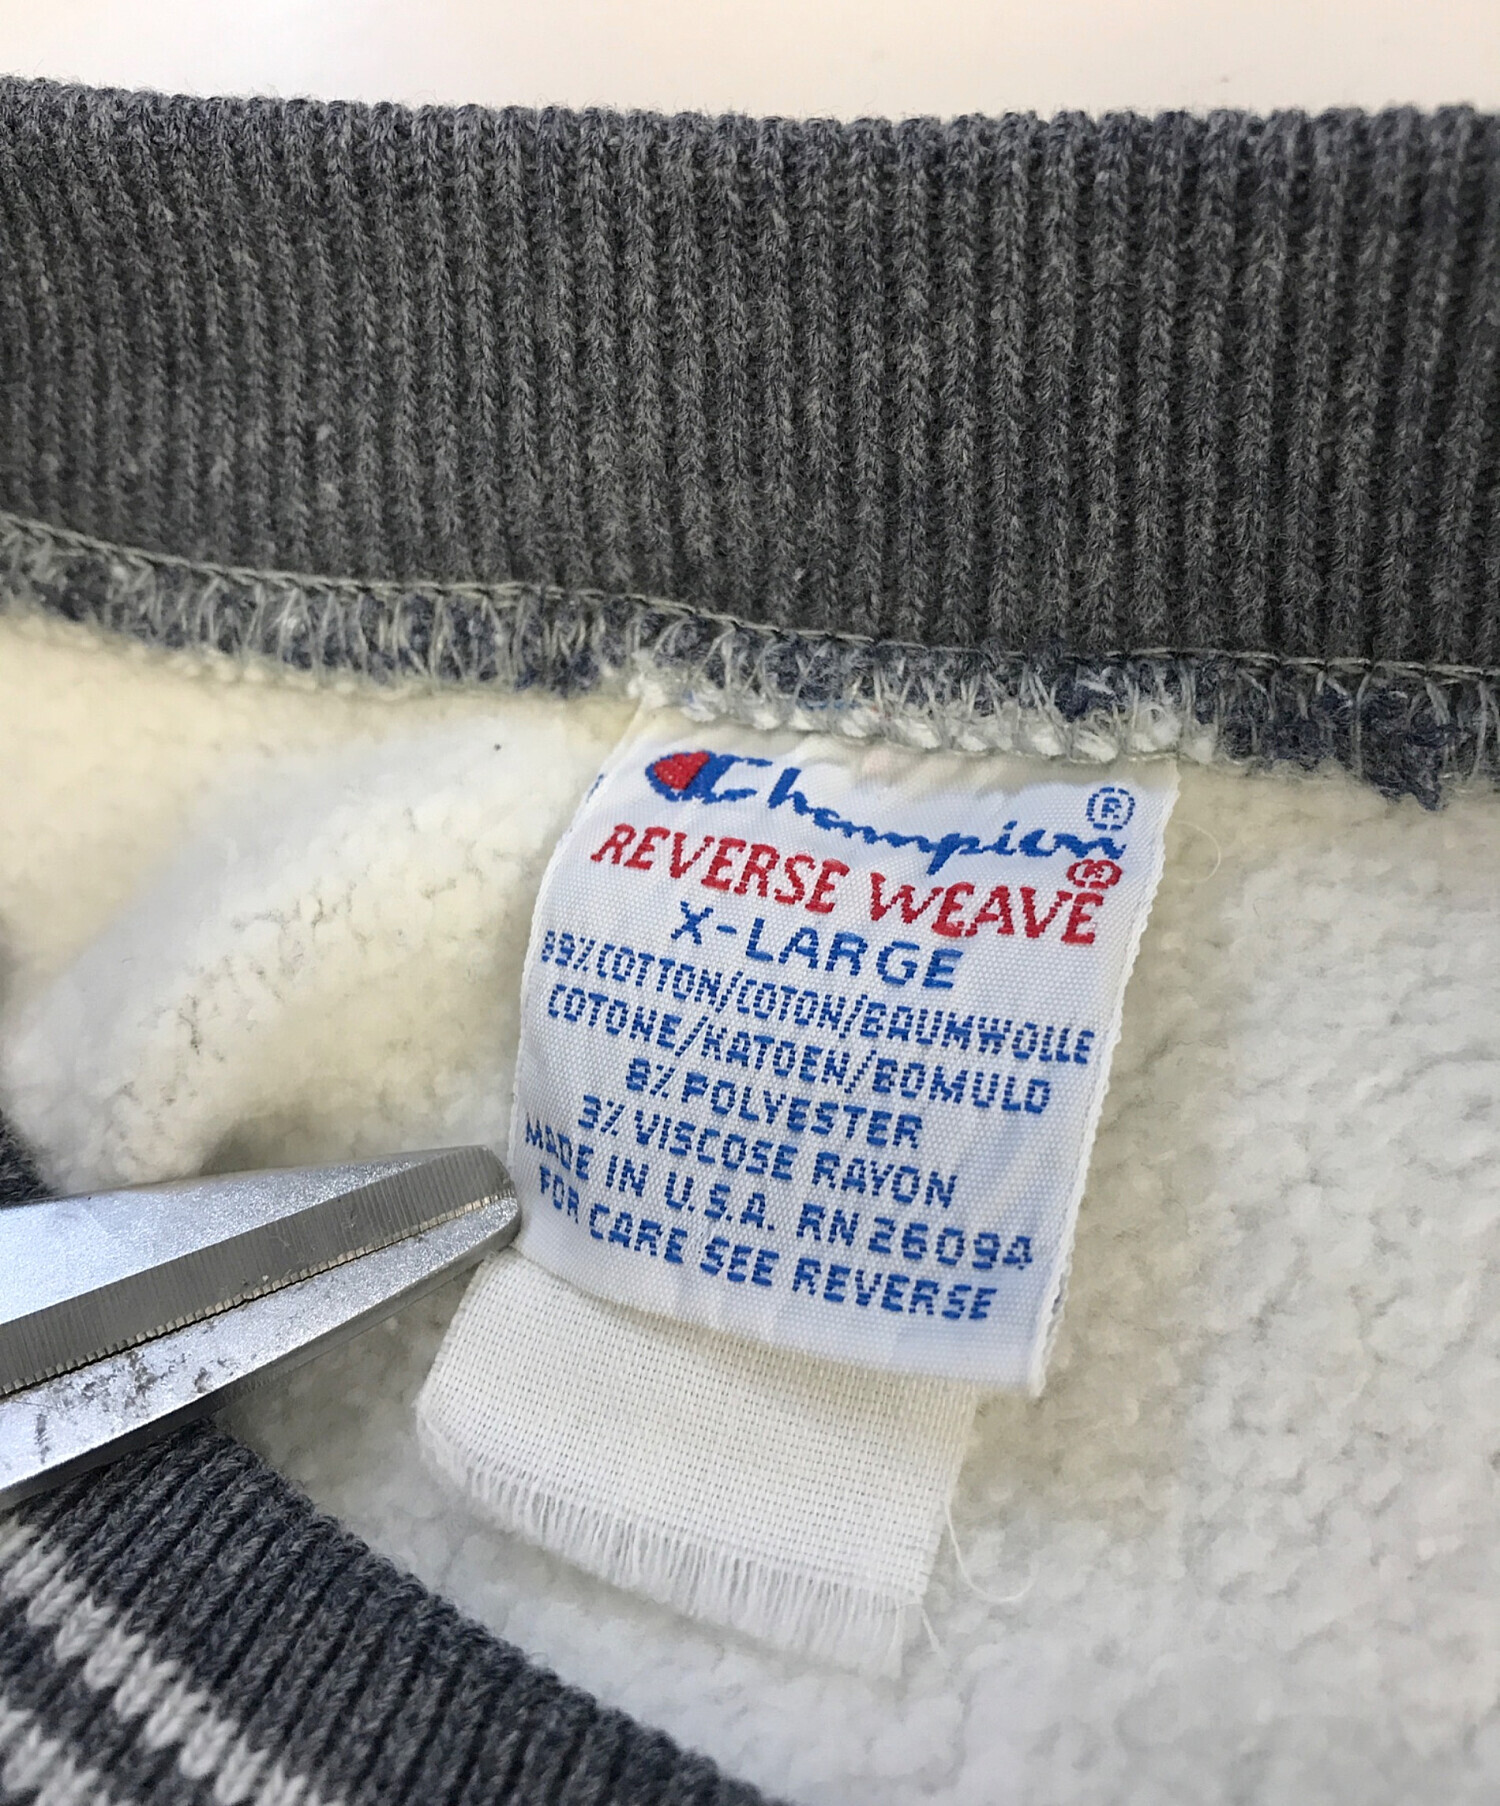 Champion®
REVERSE WEAVE®
X-LARGE
89% COTTON/COTON/BAUMWOLLE
COTONE/KATOEN/BOMULD
8% POLYESTER
3% VISCOSE RAYON
MADE IN U.S.A. RN 26094
FOR CARE SEE REVERSE